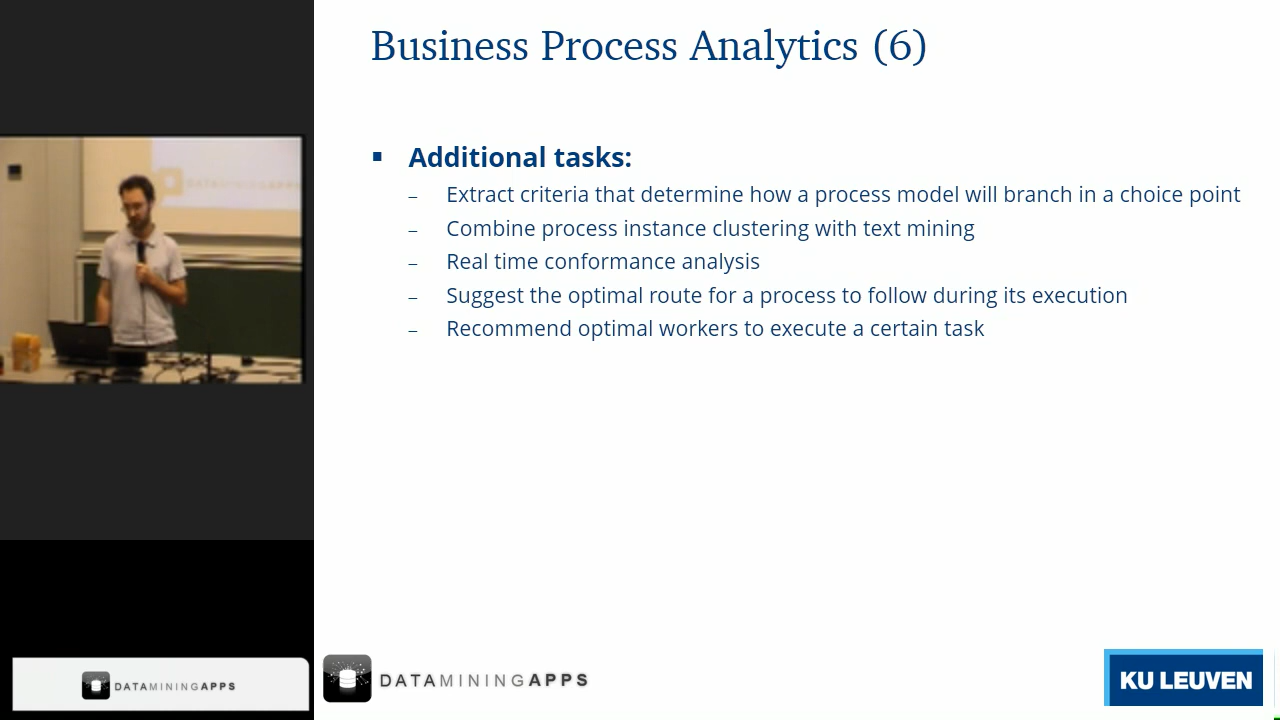 Business Process Analytics (6)
▪ Additional tasks:
– Extract criteria that determine how a process model will branch in a choice point
– Combine process instance clustering with text mining
– Real time conformance analysis
– Suggest the optimal route for a process to follow during its execution
– Recommend optimal workers to execute a certain task
DATAMININGAPPS
DATAMININGAPPS
DATAMININGAPPS
KU LEUVEN